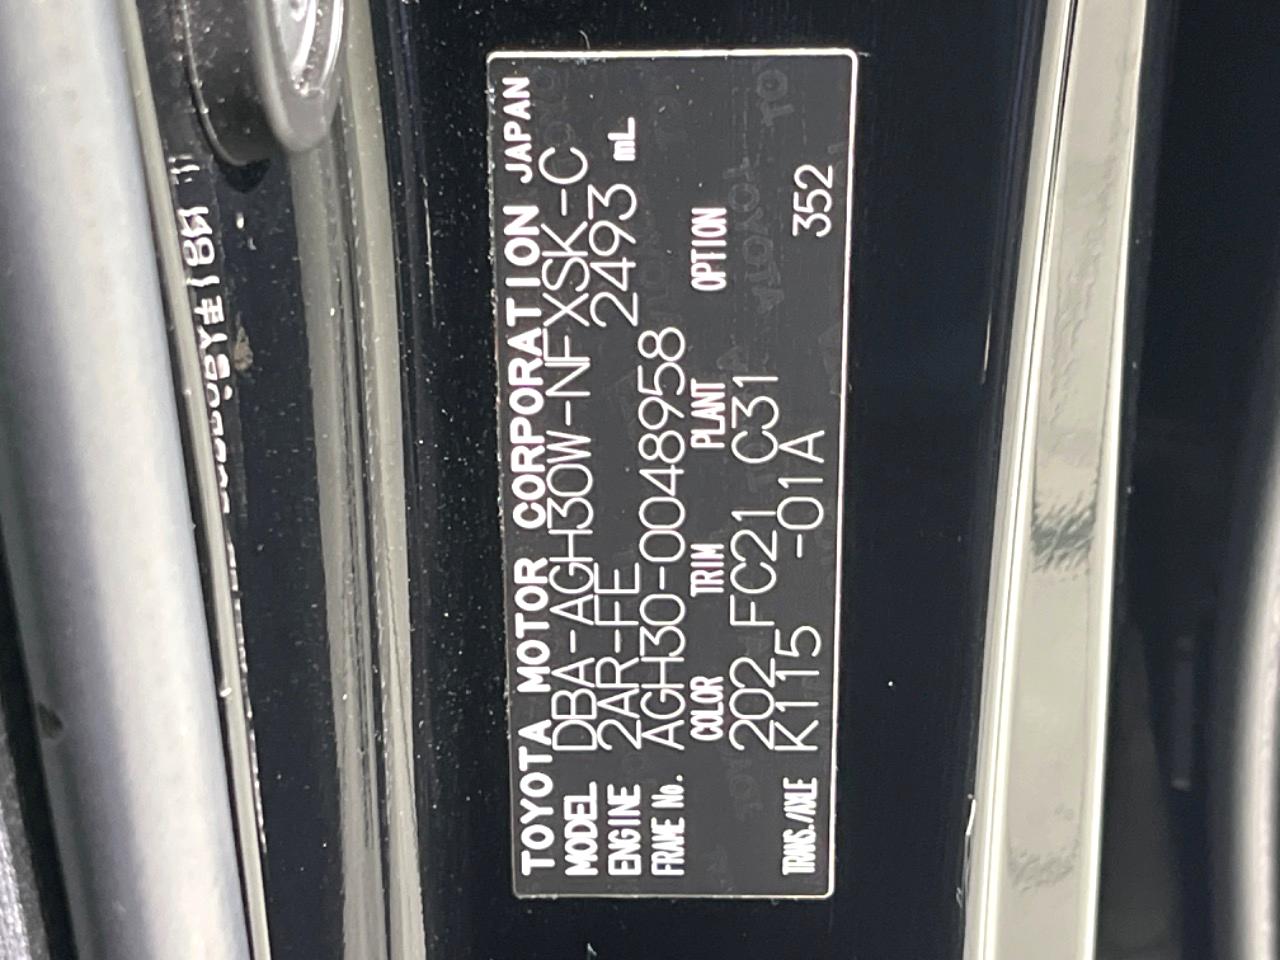 TOYOTA MOTOR CORPORATION JAPAN
MODEL DBA-AGH30W-NFXSK-C
ENGINE 2AR-FE 2493 mL
FRAME No. AGH30-0048958
COLOR TRIM PLANT OPTION
202 FC21 C31
TRANS./AXLE K115 -01A 352